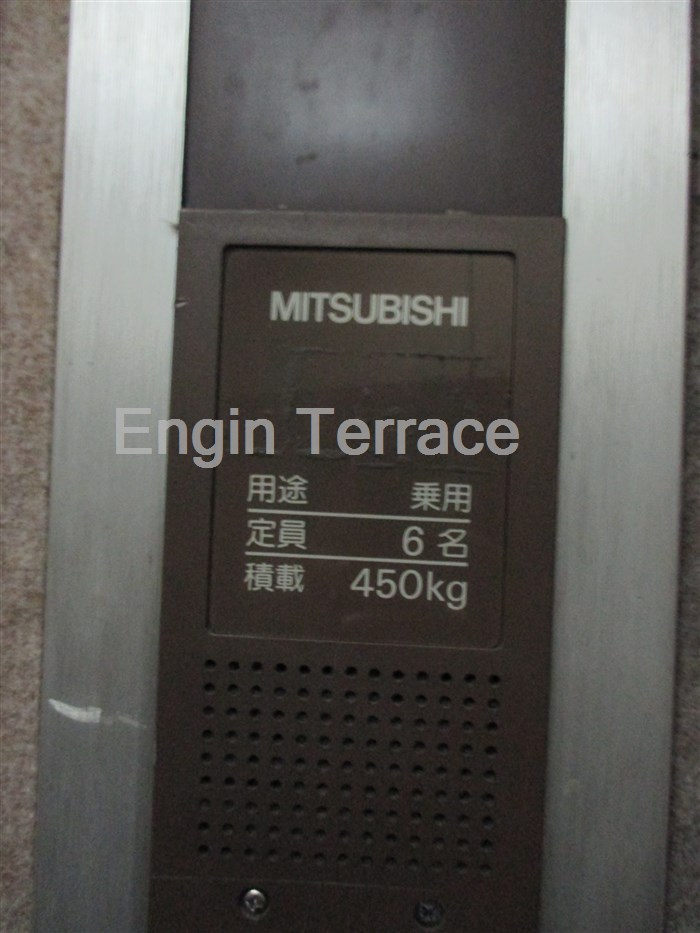 MITSUBISHI
Engin Terrace
用途 乗用
定員 6名
積載 450kg